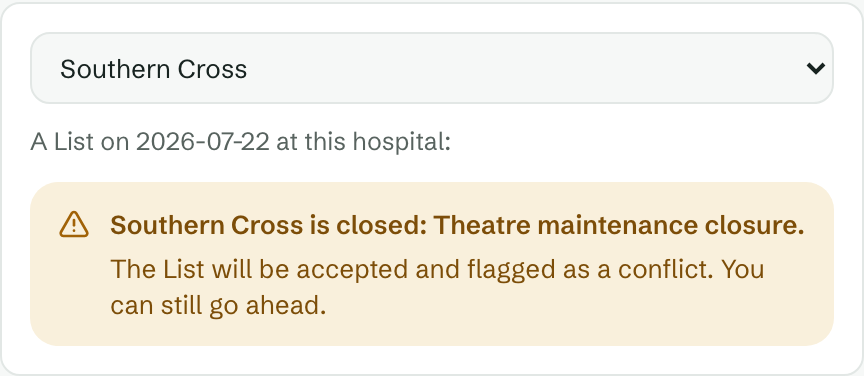 Southern Cross
A List on 2026-07-22 at this hospital:
Southern Cross is closed: Theatre maintenance closure.
The List will be accepted and flagged as a conflict. You
can still go ahead.